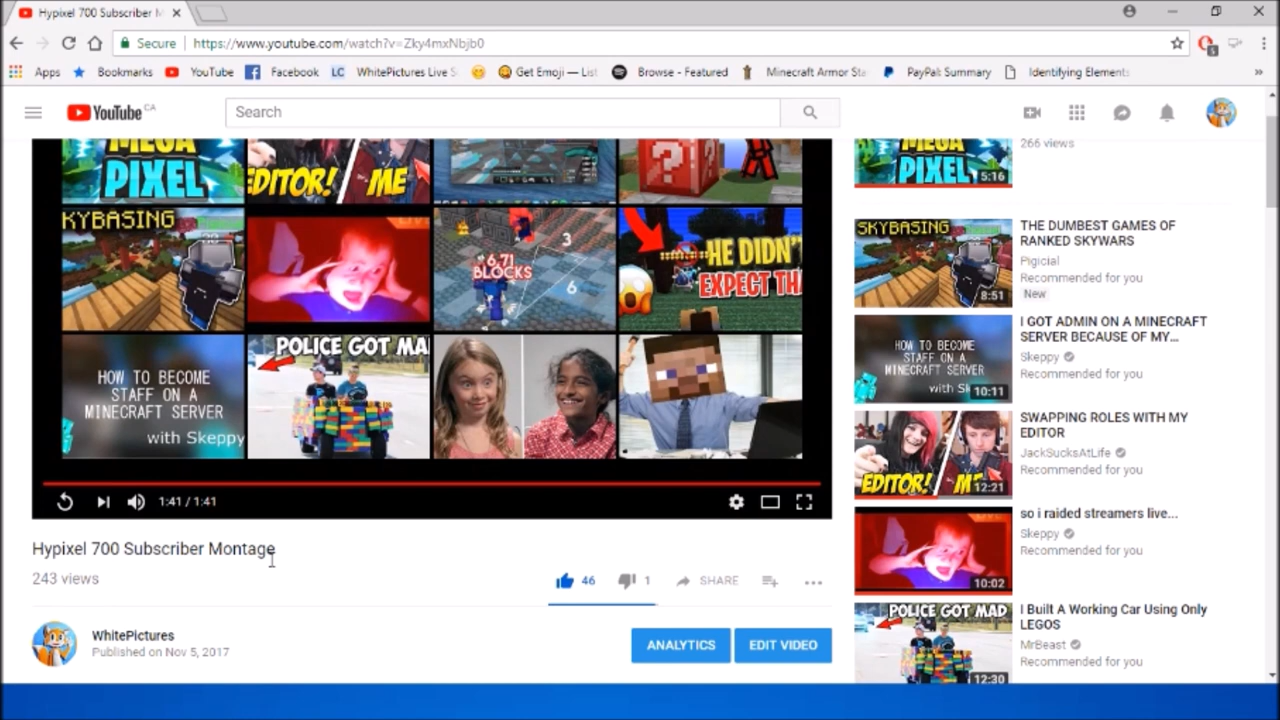 Hypixel 700 Subscriber M
Secure https://www.youtube.com/watch?v=Zky4mxNbjb0
5
Apps Bookmarks YouTube Facebook LC WhitePictures Live S Get Emoji — List Browse - Featured Minecraft Armor Sta PayPal: Summary Identifying Elements »
YouTube CA Search
MEGA
PIXEL
EDITOR! ME
KYBASING
LIVE
6.71
BLOCKS
3
6
HE DIDN'T
EXPECT THA
HOW TO BECOME
STAFF ON A
MINECRAFT SERVER
with Skeppy
POLICE GOT MA
1:41 / 1:41
Hypixel 700 Subscriber Montage
243 views
46 1 SHARE
WhitePictures
Published on Nov 5, 2017
ANALYTICS EDIT VIDEO
MEGA
PIXEL
5:16
266 views
SKYBASING
8:51
THE DUMBEST GAMES OF
RANKED SKYWARS
Pigicial
Recommended for you
New
HOW TO BECOME
STAFF ON A
MINECRAFT SERVER
with Sk
10:11
I GOT ADMIN ON A MINECRAFT
SERVER BECAUSE OF MY...
Skeppy
Recommended for you
EDITOR! M
12:21
SWAPPING ROLES WITH MY
EDITOR
JackSucksAtLife
Recommended for you
10:02
so i raided streamers live...
Skeppy
Recommended for you
POLICE GOT MAD
12:30
I Built A Working Car Using Only
LEGOS
MrBeast
Recommended for you